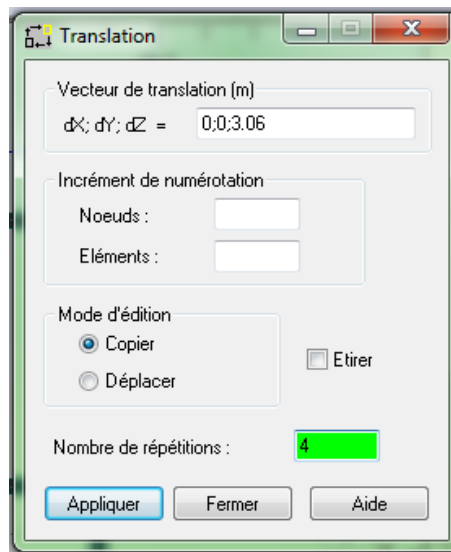 Translation
Vecteur de translation (m)
dX; dY; dZ = 0;0;3.06
Incrément de numérotation
Noeuds :
Eléments :
Mode d'édition
Copier
Etirer
Déplacer
Nombre de répétitions : 4
Appliquer Fermer Aide